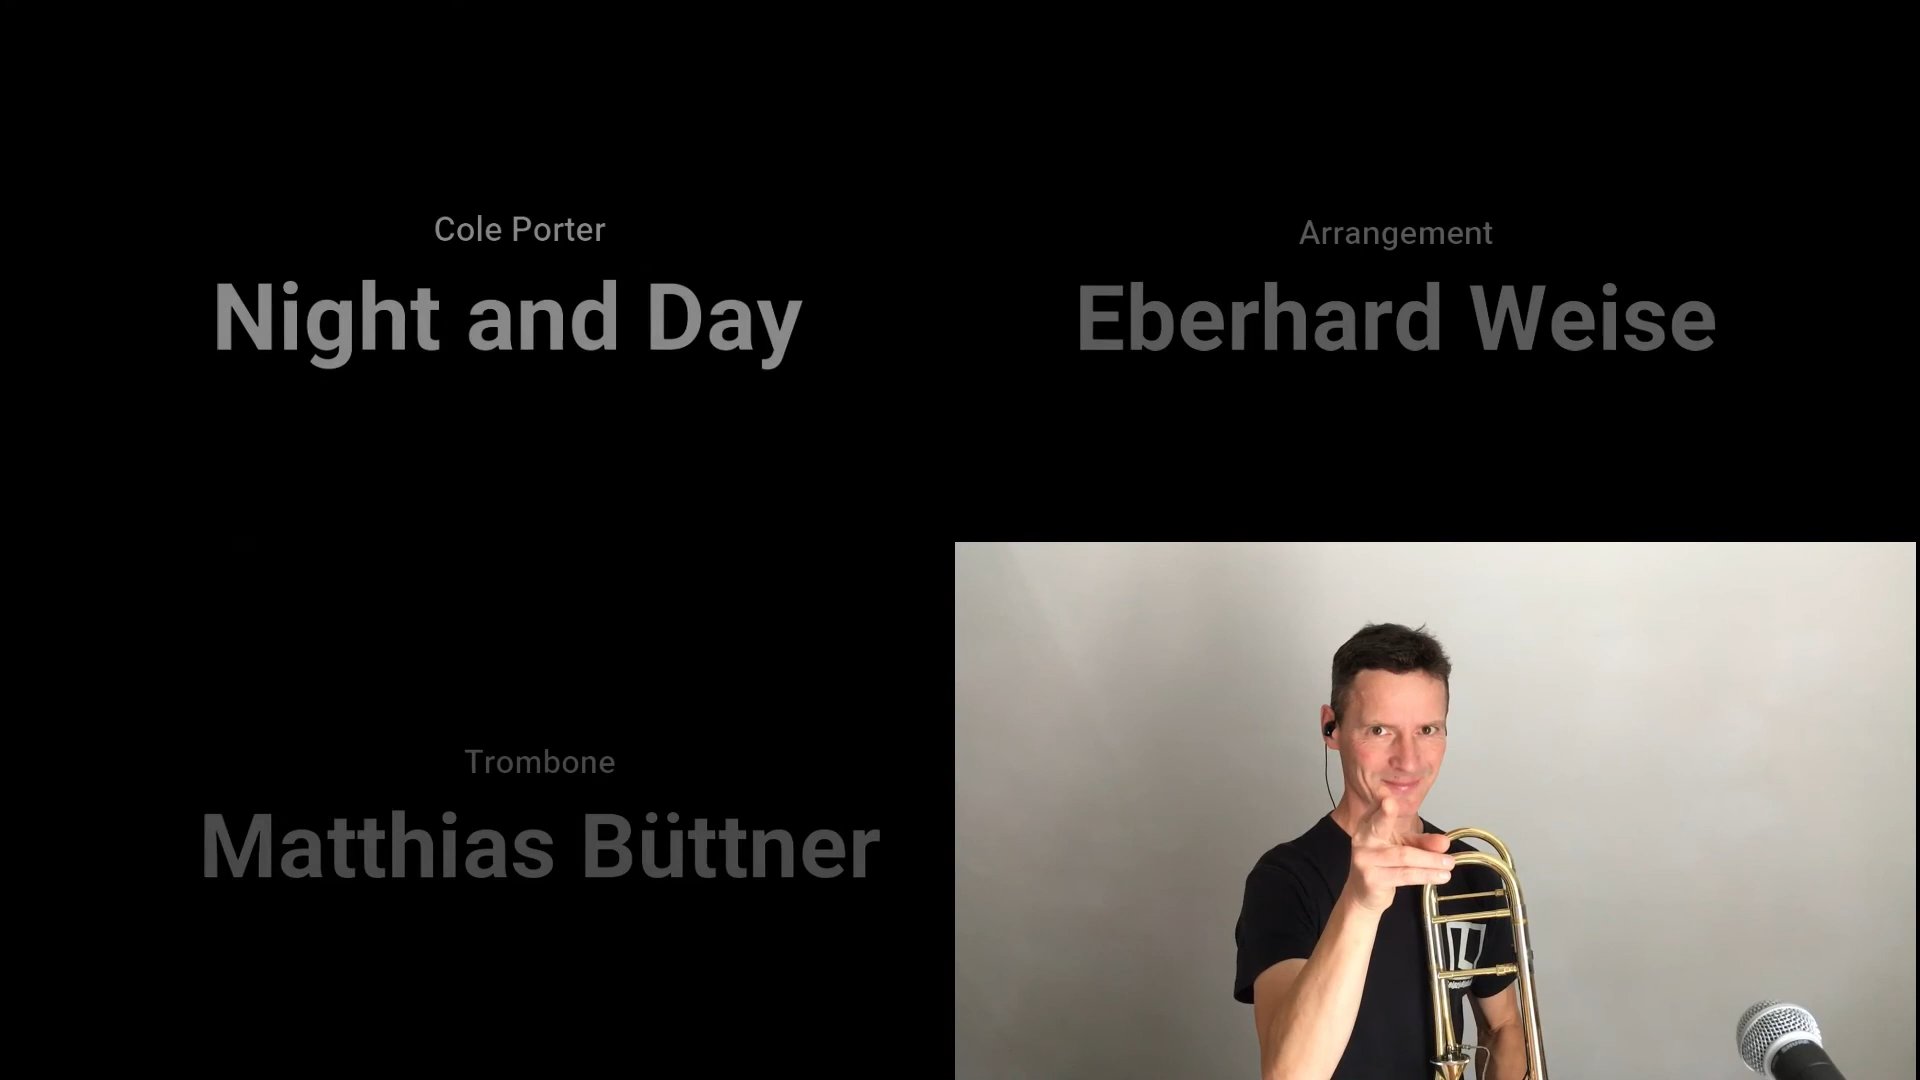 Cole Porter
Night and Day
Arrangement
Eberhard Weise
Trombone
Matthias Büttner